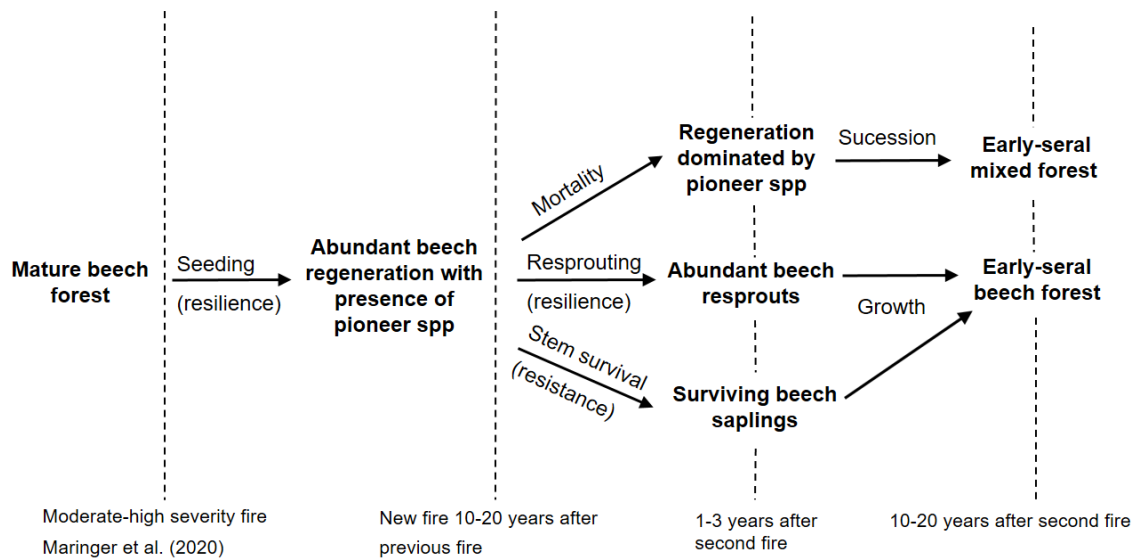 Mature beech
forest
Seeding
(resilience)
Abundant beech
regeneration with
presence of
pioneer spp
Mortality
Resprouting
(resilience)
Stem survival
(resistance)
Regeneration
dominated by
pioneer spp
Abundant beech
resprouts
Surviving beech
saplings
Sucession
Growth
Early-seral
mixed forest
Early-seral
beech forest
Moderate-high severity fire
Maringer et al. (2020)
New fire 10-20 years after
previous fire
1-3 years after
second fire
10-20 years after second fire